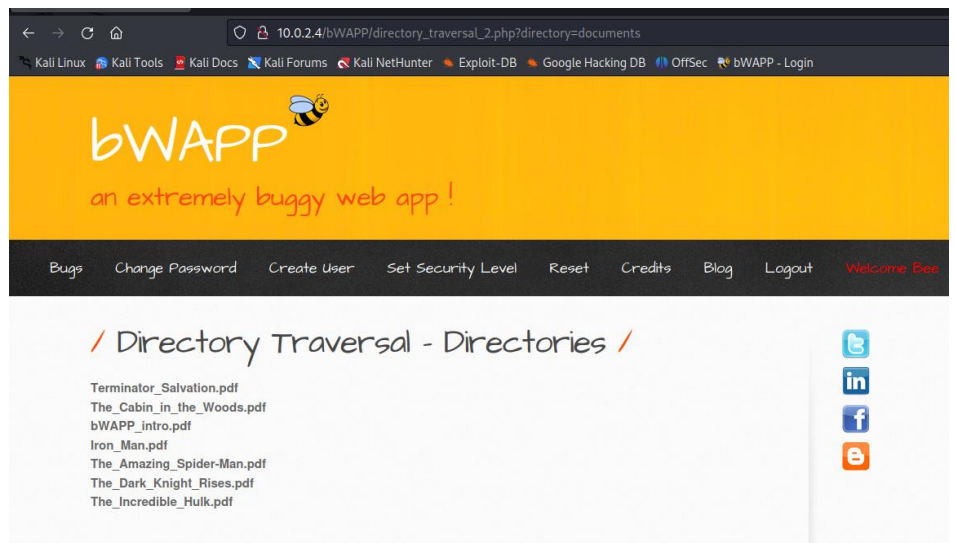 10.0.2.4/bWAPP/directory_traversal_2.php?directory=documents
Kali Linux Kali Tools Kali Docs Kali Forums Kali NetHunter Exploit-DB Google Hacking DB OffSec bWAPP - Login
bWAPP
an extremely buggy web app !
Bugs Change Password Create User Set Security Level Reset Credits Blog Logout Welcome Bee
/ Directory Traversal - Directories /
Terminator_Salvation.pdf
The_Cabin_in_the_Woods.pdf
bWAPP_intro.pdf
Iron_Man.pdf
The_Amazing_Spider-Man.pdf
The_Dark_Knight_Rises.pdf
The_Incredible_Hulk.pdf